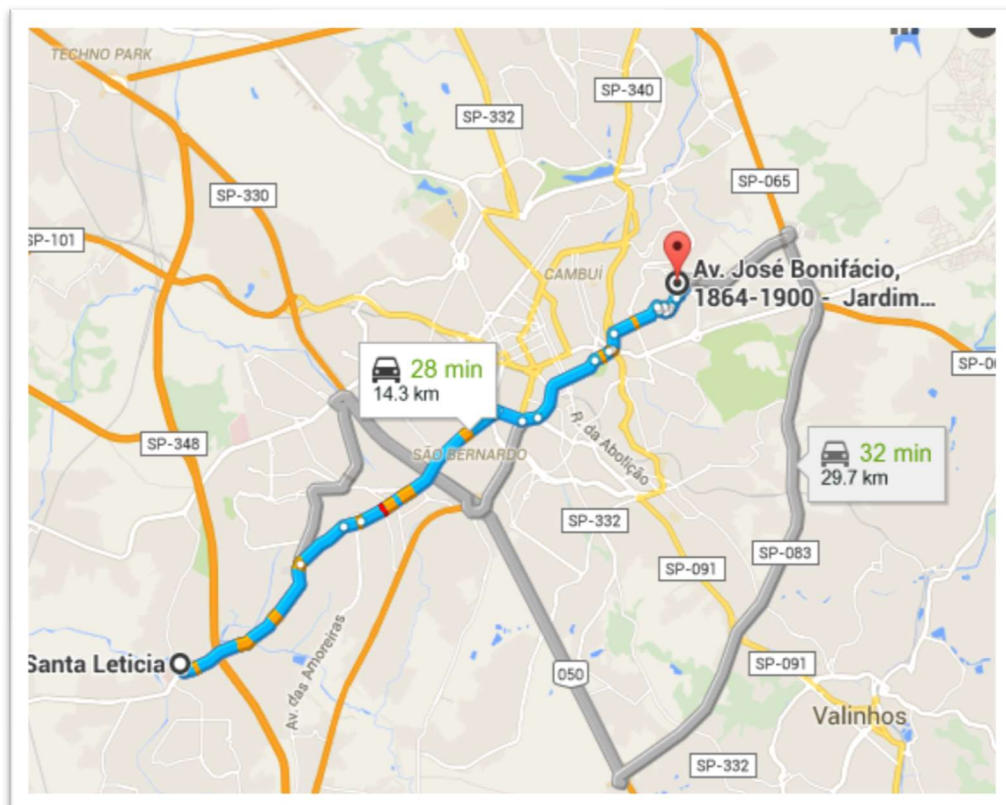 TECHNO PARK
SP-340
SP-332
SP-065
SP-330
SP-101
CAMBUÍ
Av. José Bonifácio,
1864-1900 - Jardim...
28 min
14.3 km
R. da Abolição
SP-348
SÃO BERNARDO
32 min
29.7 km
SP-332
SP-083
SP-091
Santa Leticia
Av. das Amoreiras
050
SP-091
Valinhos
SP-332